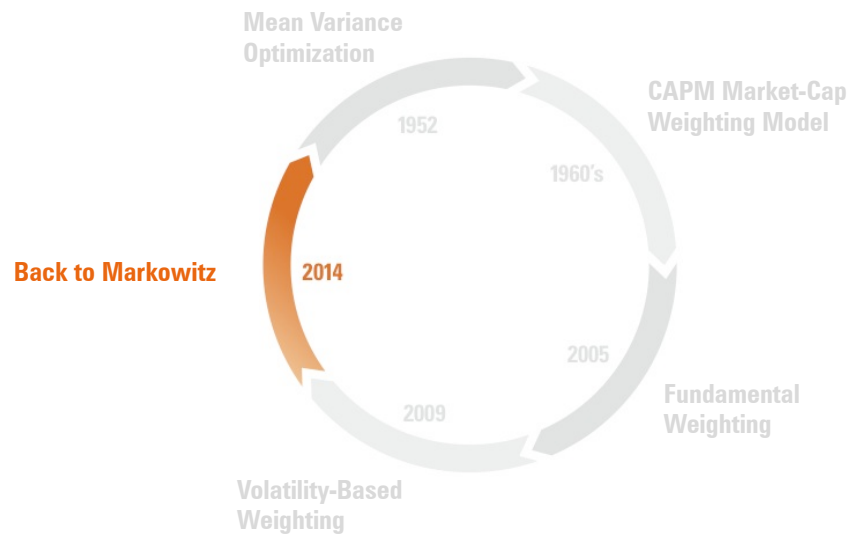 Mean Variance
Optimization
CAPM Market-Cap
Weighting Model
1952
1960's
Back to Markowitz
2014
2005
Fundamental
Weighting
2009
Volatility-Based
Weighting